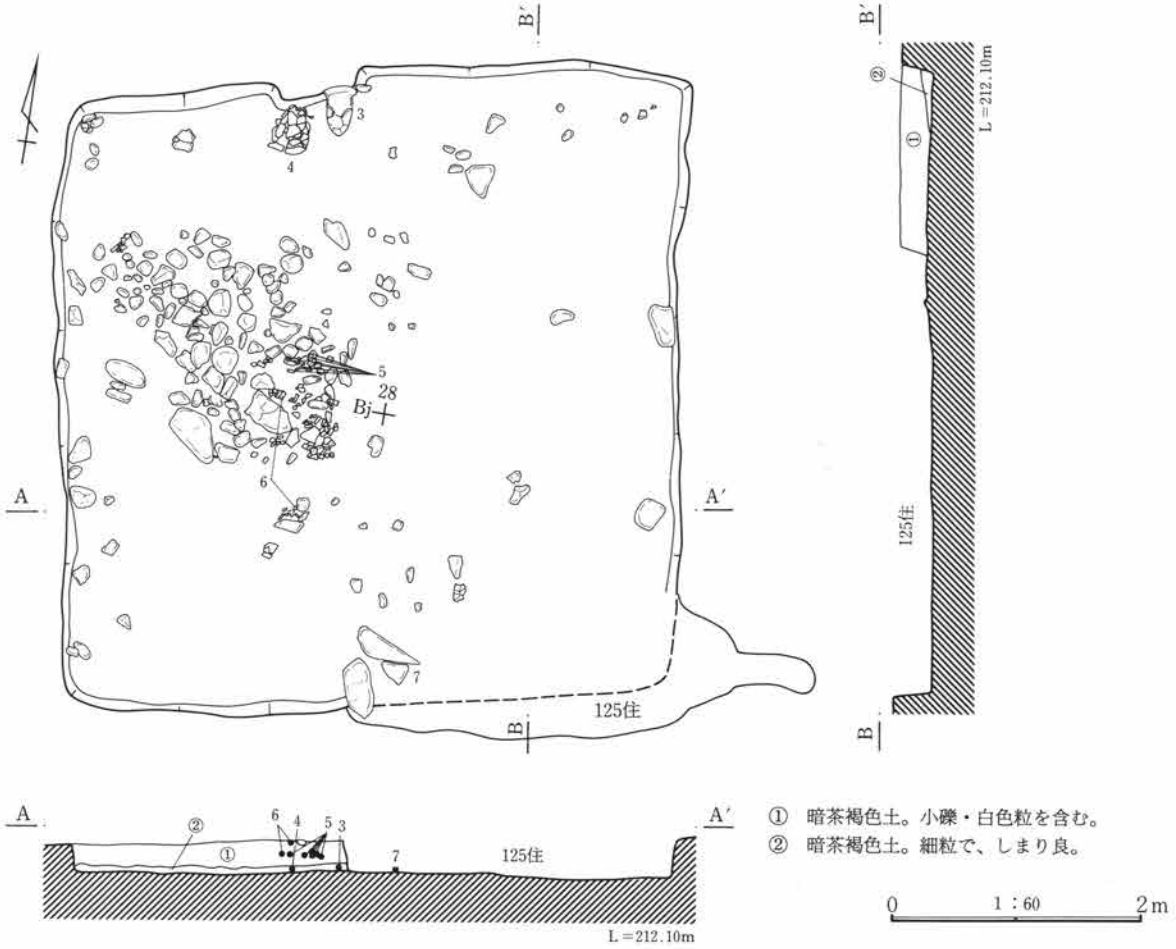 B′
B′
②
L=212.10m
①
3
4
5
28
Bj
6
A
A′
125住
7
125住
B
B
A
②
①
6 4 5 3
7
125住
A′
L=212.10m
① 暗茶褐色土。小礫・白色粒を含む。
② 暗茶褐色土。細粒で、しまり良。
0 1:60 2m